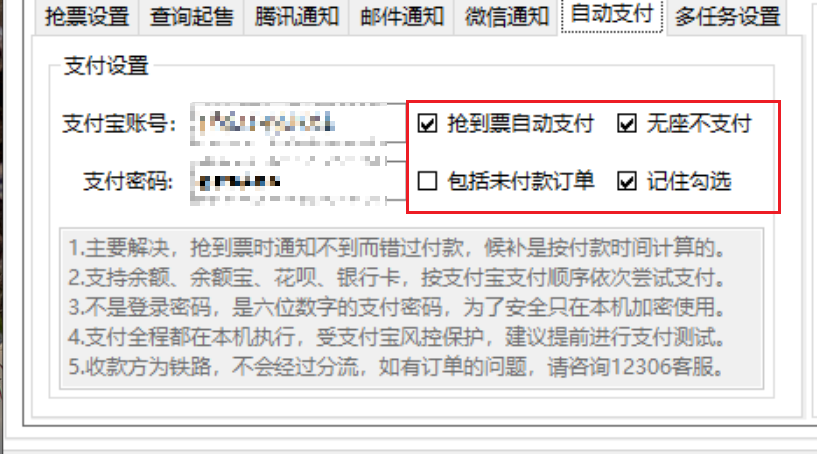 抢票设置 查询起售 腾讯通知 邮件通知 微信通知 自动支付 多任务设置
支付设置
支付宝账号: 抢到票自动支付 无座不支付
支付密码: 包括未付款订单 记住勾选
1.主要解决，抢到票时通知不到而错过付款，候补是按付款时间计算的。
2.支持余额、余额宝、花呗、银行卡，按支付宝支付顺序依次尝试支付。
3.不是登录密码，是六位数字的支付密码，为了安全只在本机加密使用。
4.支付全程都在本机执行，受支付宝风控保护，建议提前进行支付测试。
5.收款方为铁路，不会经过分流，如有订单的问题，请咨询12306客服。